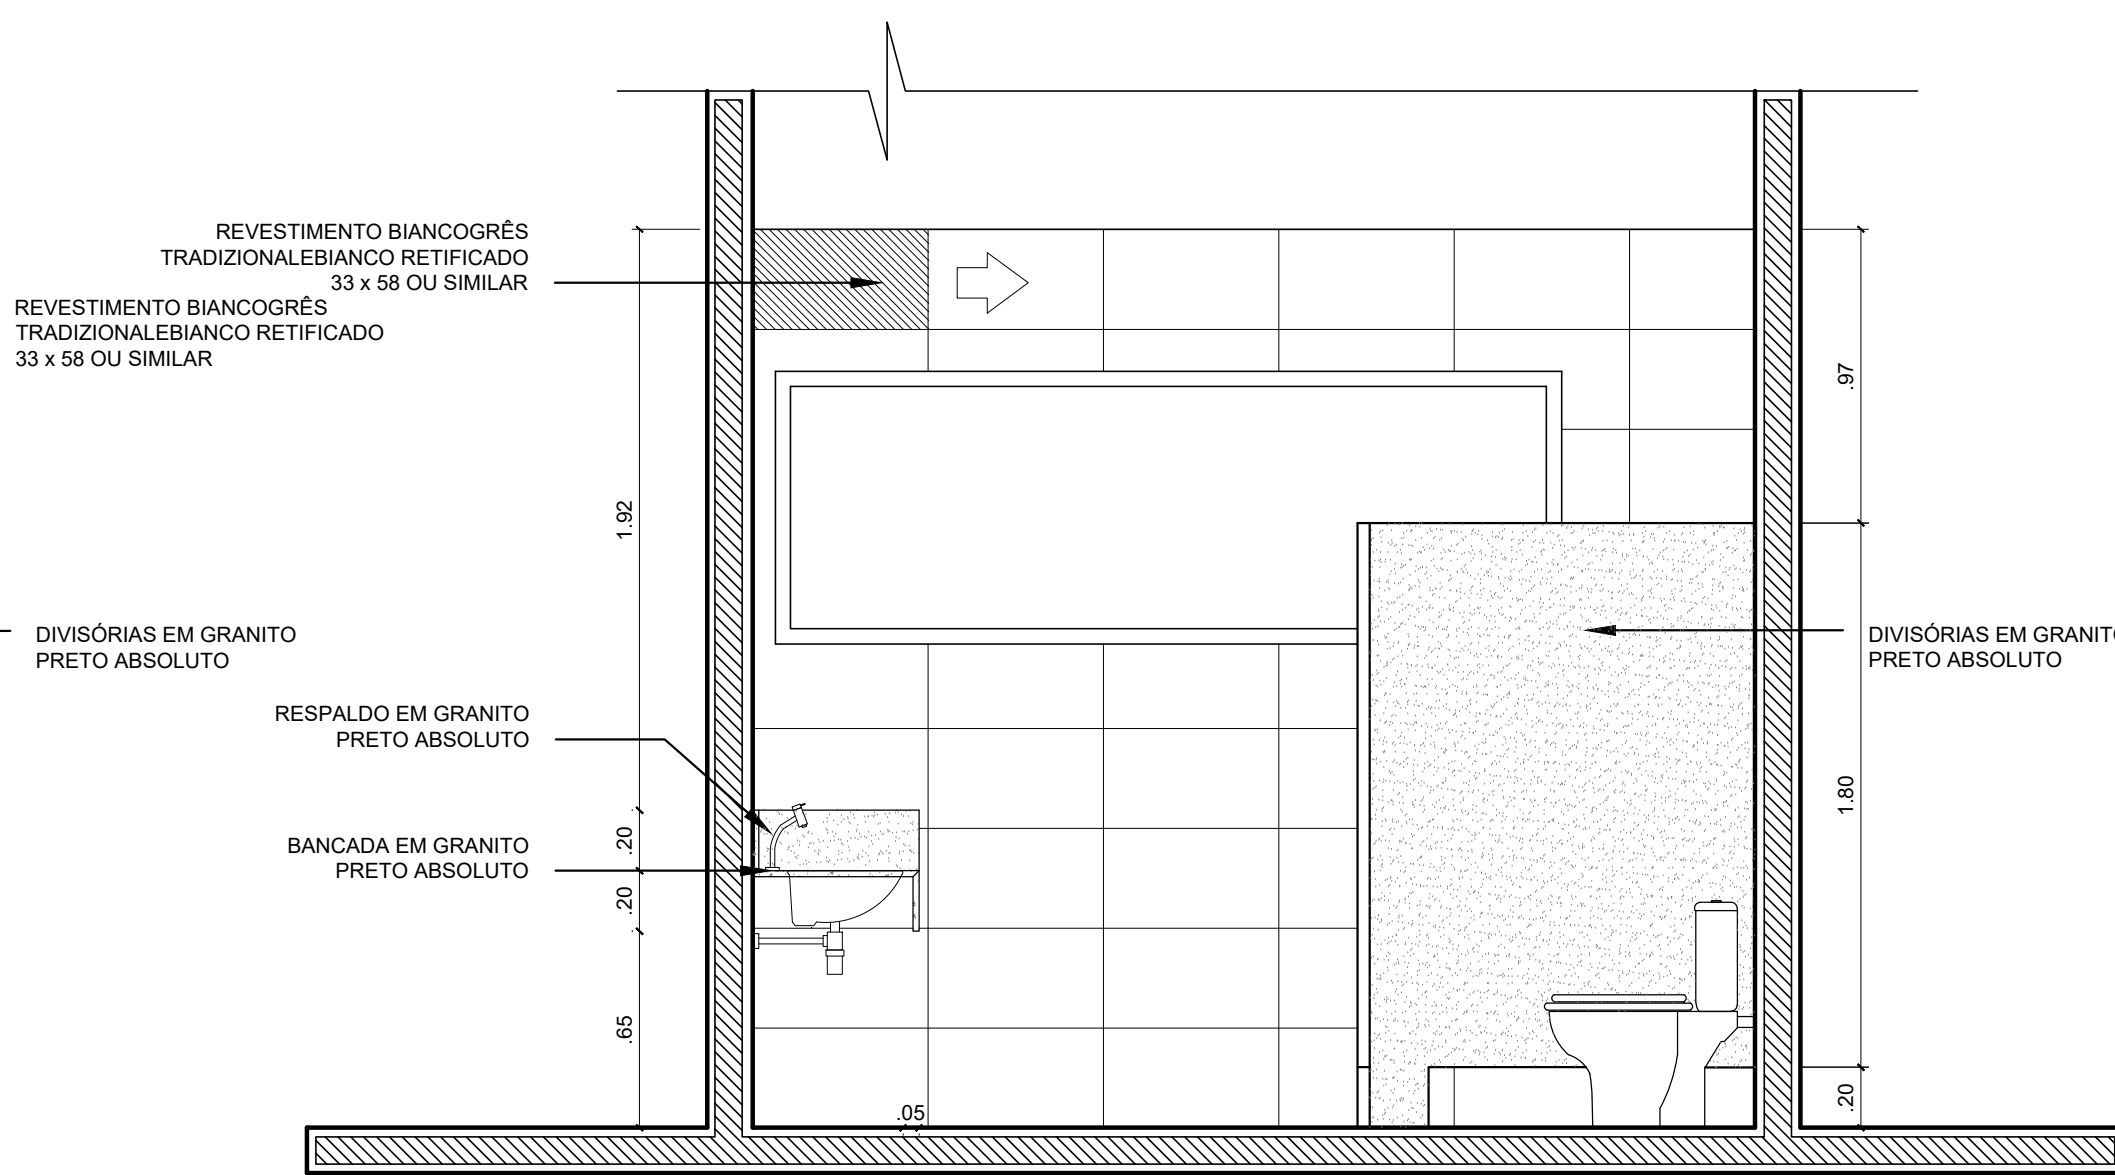 REVESTIMENTO BIANCOGRÊS
TRADIZIONALEBIANCO RETIFICADO
33 x 58 OU SIMILAR
REVESTIMENTO BIANCOGRÊS
TRADIZIONALEBIANCO RETIFICADO
33 x 58 OU SIMILAR
.97
1.92
DIVISÓRIAS EM GRANITO
PRETO ABSOLUTO
DIVISÓRIAS EM GRANITO
PRETO ABSOLUTO
RESPALDO EM GRANITO
PRETO ABSOLUTO
1.80
.20
BANCADA EM GRANITO
PRETO ABSOLUTO
.20
.65
.05
.20